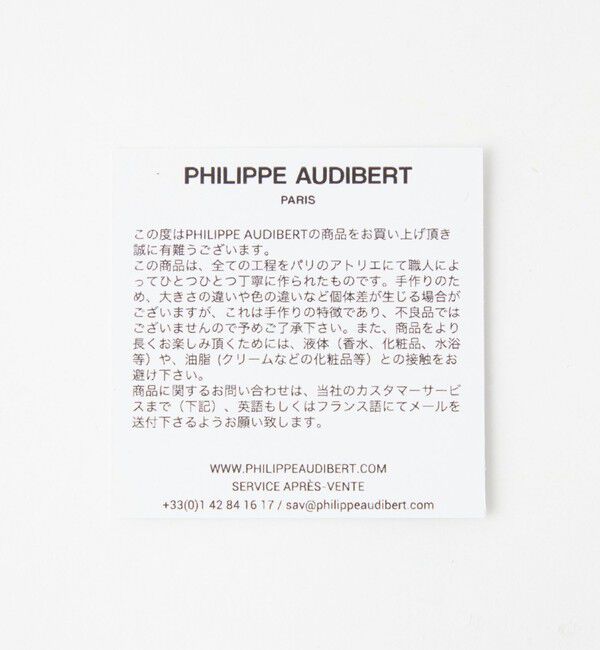 PHILIPPE AUDIBERT
PARIS
この度はPHILIPPE AUDIBERTの商品をお買い上げ頂き
誠に有難うございます。
この商品は、全ての工程をパリのアトリエにて職人によ
ってひとつひとつ丁寧に作られたものです。手作りのた
め、大きさの違いや色の違いなど個体差が生じる場合が
ございますが、これは手作りの特徴であり、不良品では
ございませんので予めご了承下さい。また、商品をより
長くお楽しみ頂くためには、液体（香水、化粧品、水浴
等）や、油脂 (クリームなどの化粧品等）との接触をお
避け下さい。
商品に関するお問い合わせは、当社のカスタマーサービ
スまで（下記）、英語もしくはフランス語にてメールを
送付下さるようお願い致します。
WWW.PHILIPPEAUDIBERT.COM
SERVICE APRÈS-VENTE
+33(0)1 42 84 16 17 / sav@philippeaudibert.com